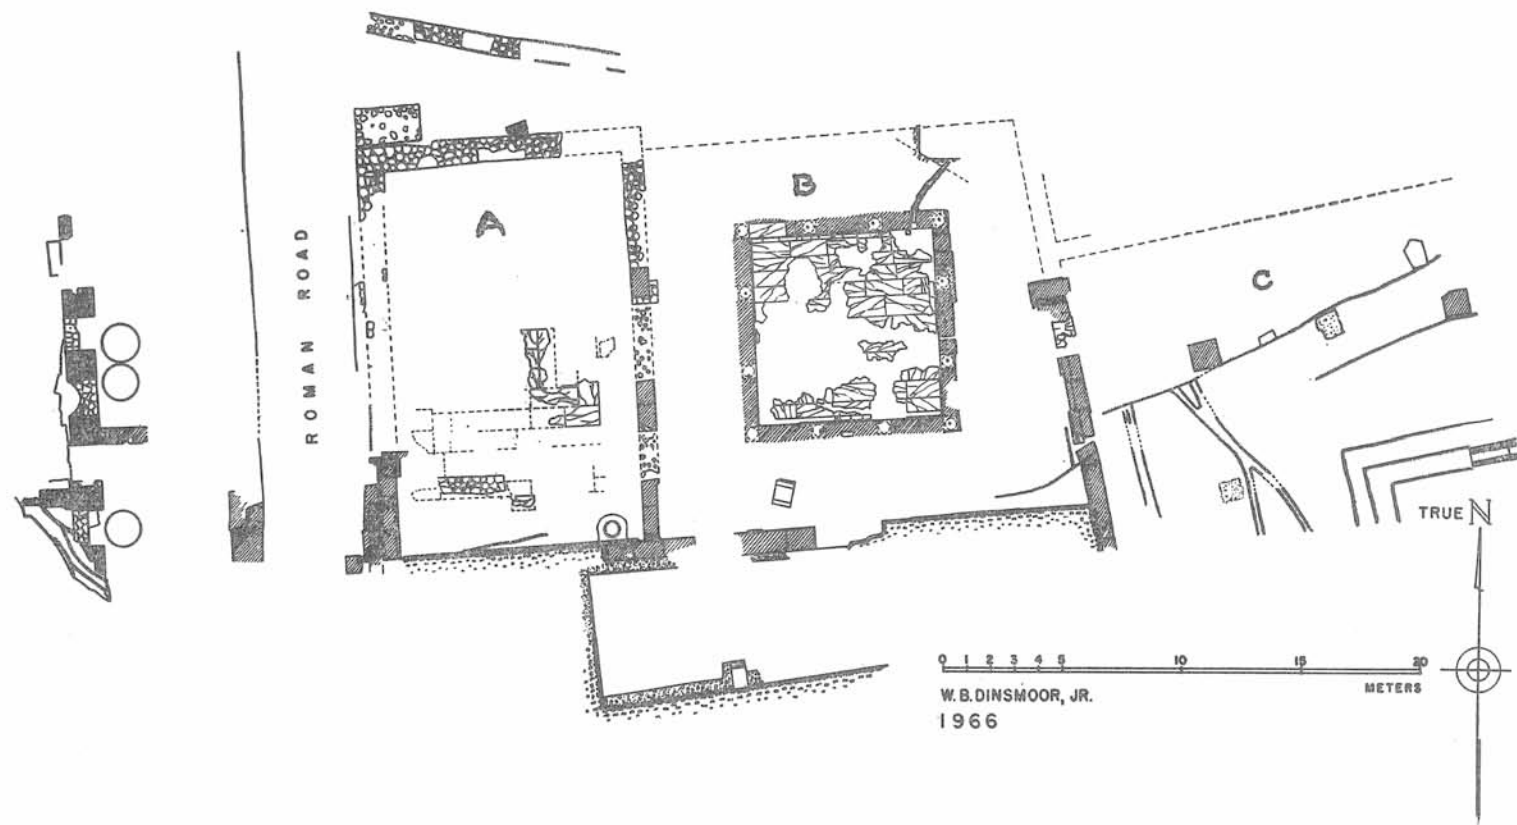 ROMAN ROAD
A
B
C
TRUE N
0 1 2 3 4 5 10 15 20
METERS
W. B. DINSMOOR, JR.
1966